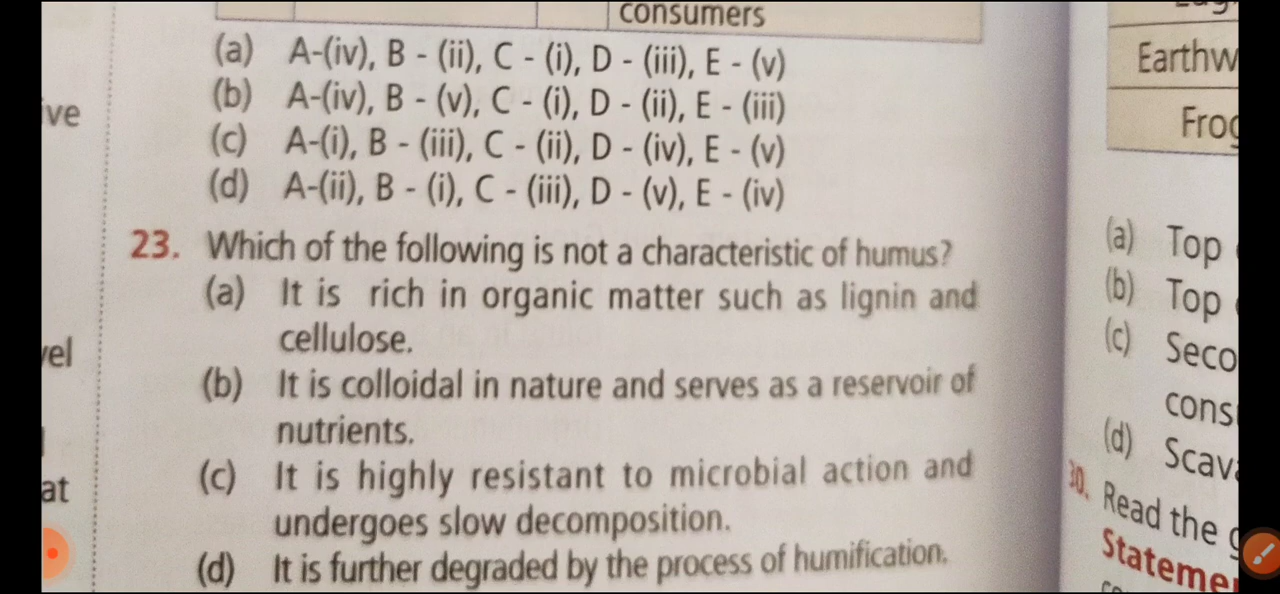 consumers
(a) A-(iv), B - (ii), C - (i), D - (iii), E - (v)
(b) A-(iv), B - (v), C - (i), D - (ii), E - (iii)
(c) A-(i), B - (iii), C - (ii), D - (iv), E - (v)
(d) A-(ii), B - (i), C - (iii), D - (v), E - (iv)
23. Which of the following is not a characteristic of humus?
(a) It is rich in organic matter such as lignin and
cellulose.
(b) It is colloidal in nature and serves as a reservoir of
nutrients.
(c) It is highly resistant to microbial action and
undergoes slow decomposition.
(d) It is further degraded by the process of humification.
ve
vel
at
Earthw
Frog
(a) Top
(b) Top
(c) Seco
cons
(d) Scav
30. Read the g
Stateme